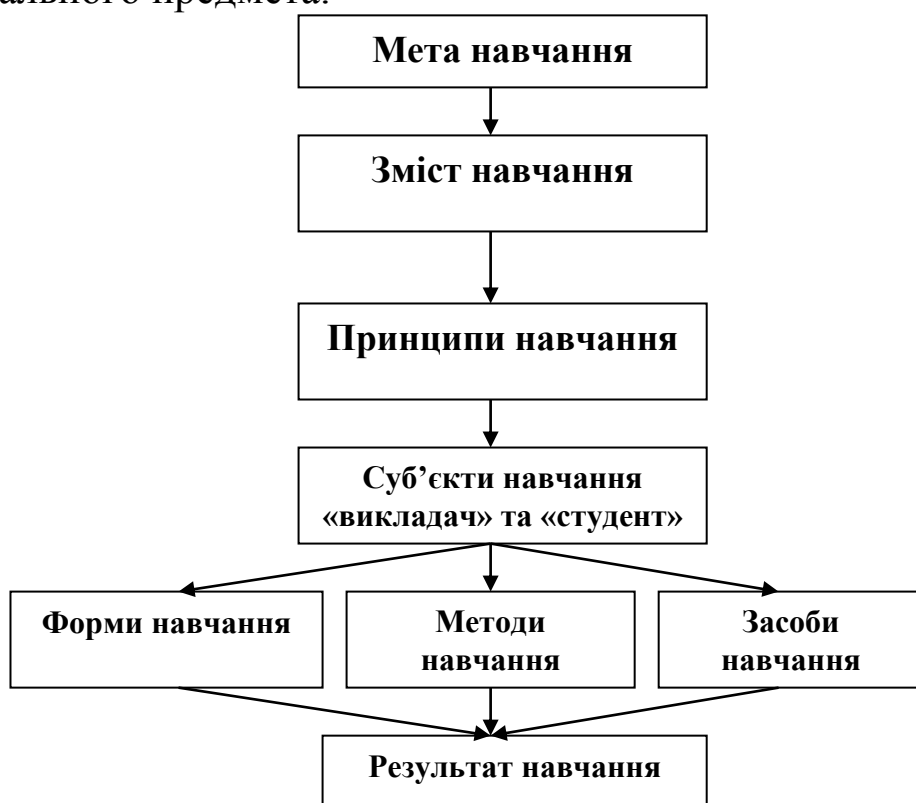 предмета.
Мета навчання
Зміст навчання
Принципи навчання
Суб’єкти навчання
«викладач» та «студент»
Форми навчання
Методи
навчання
Засоби
навчання
Результат навчання